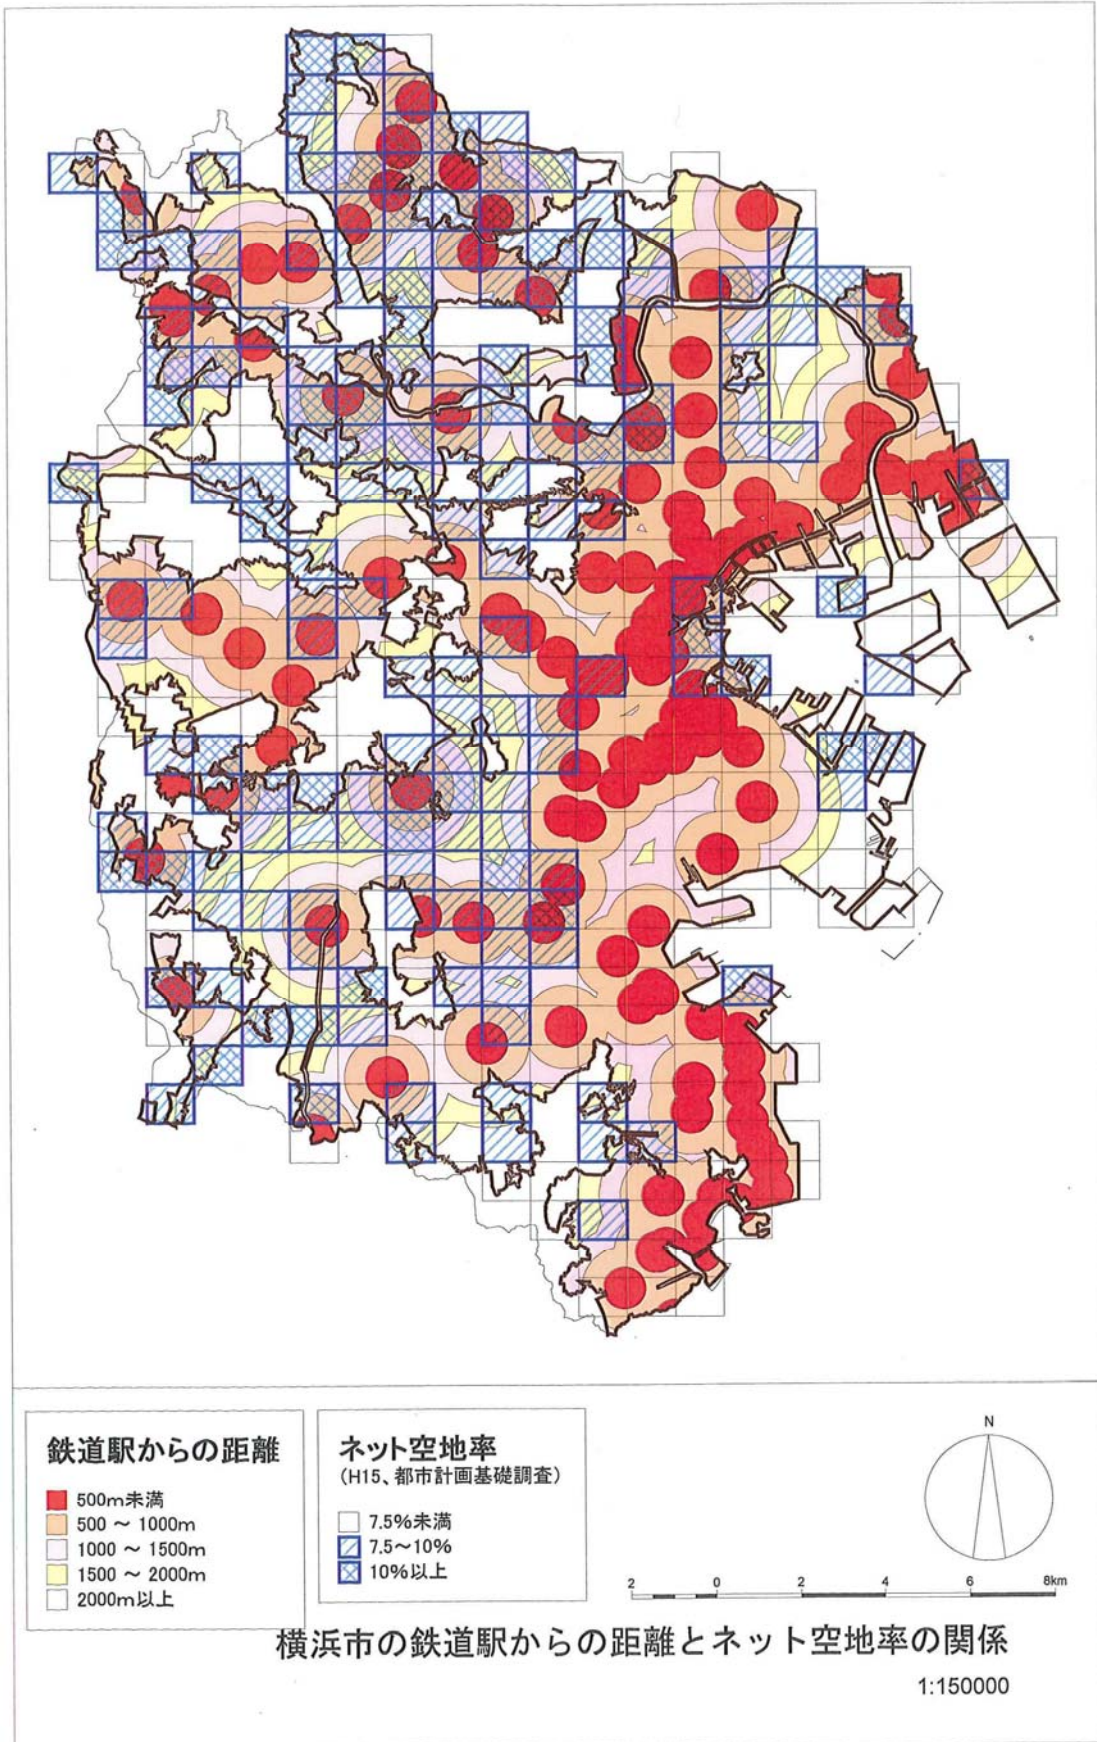 鉄道駅からの距離
500m未満
500 ～ 1000m
1000 ～ 1500m
1500 ～ 2000m
2000m以上
ネット空地率
(H15、都市計画基礎調査)
7.5%未満
7.5～10%
10%以上
N
2 0 2 4 6 8km
横浜市の鉄道駅からの距離とネット空地率の関係
1:150000